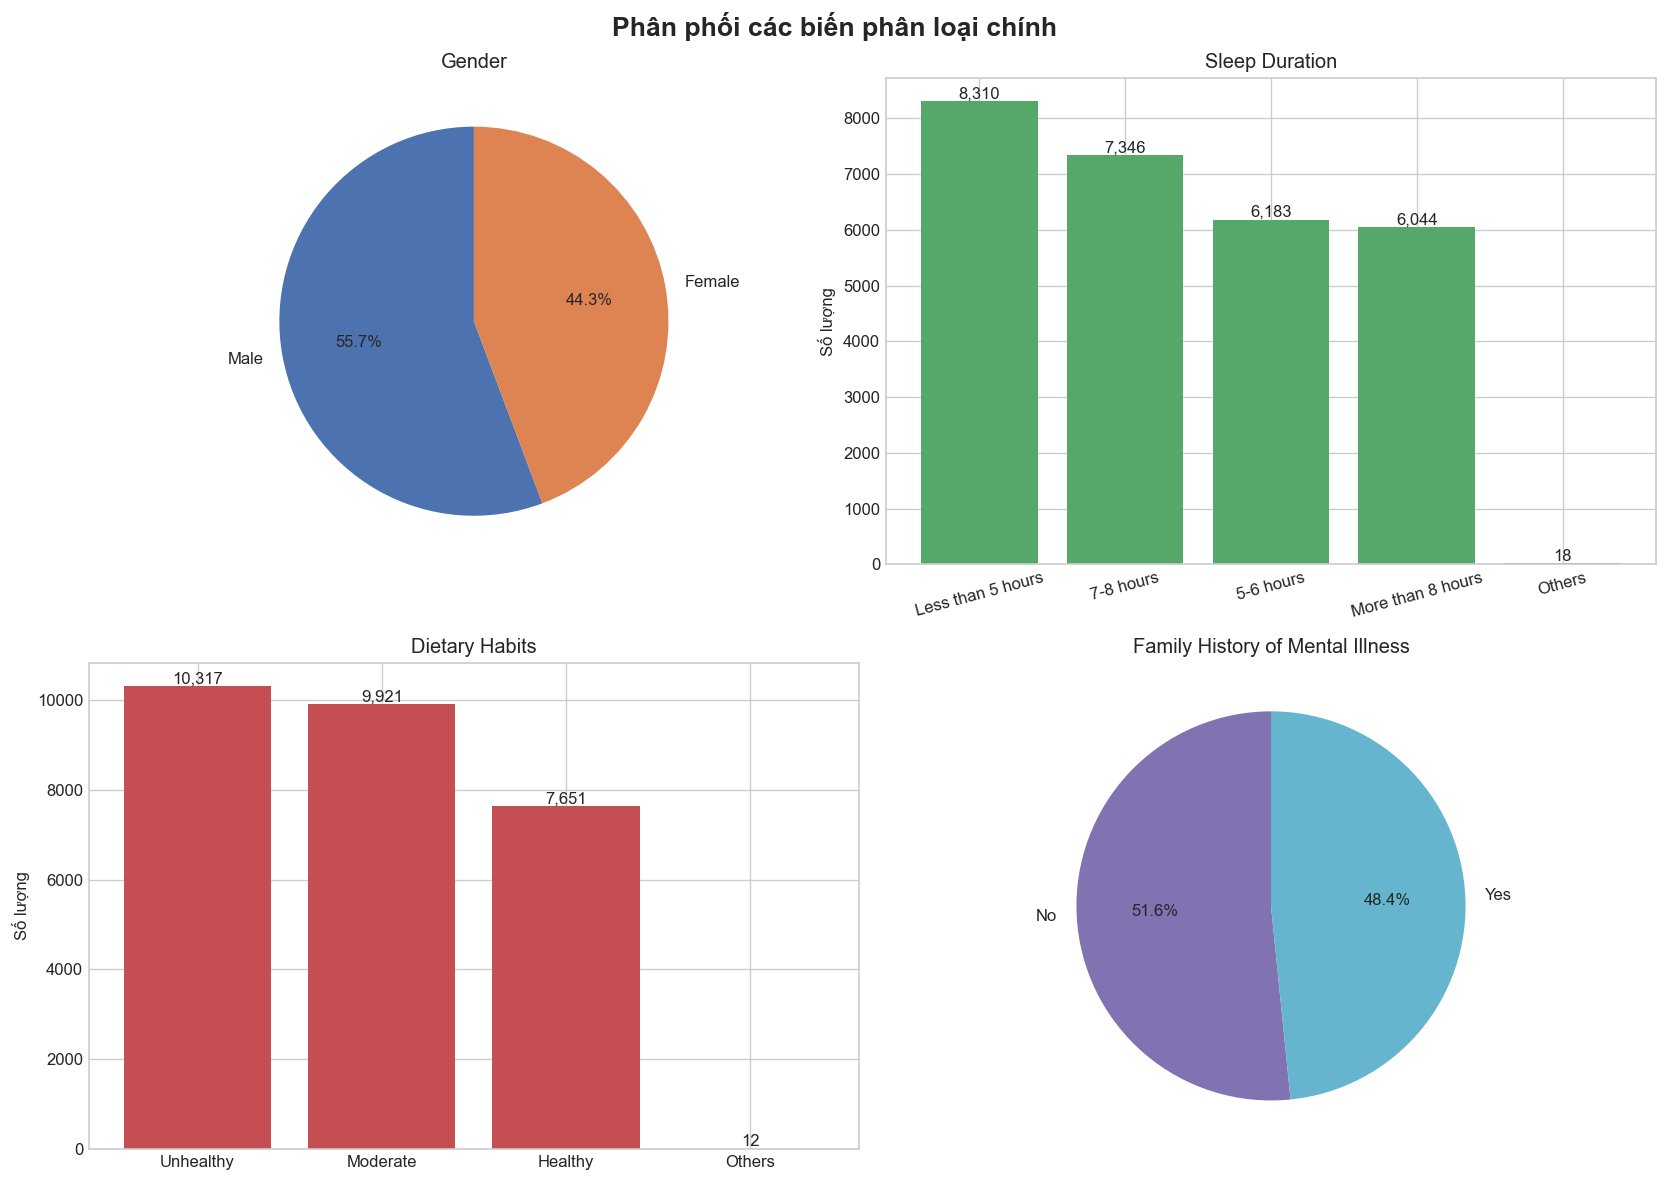 Phân phối các biến phân loại chính
Gender
Male
55.7%
44.3%
Female
Sleep Duration
Số lượng
8000
7000
6000
5000
4000
3000
2000
1000
0
8,310
7,346
6,183
6,044
18
Less than 5 hours
7-8 hours
5-6 hours
More than 8 hours
Others
Dietary Habits
Số lượng
10000
8000
6000
4000
2000
0
10,317
9,921
7,651
12
Unhealthy
Moderate
Healthy
Others
Family History of Mental Illness
No
51.6%
48.4%
Yes